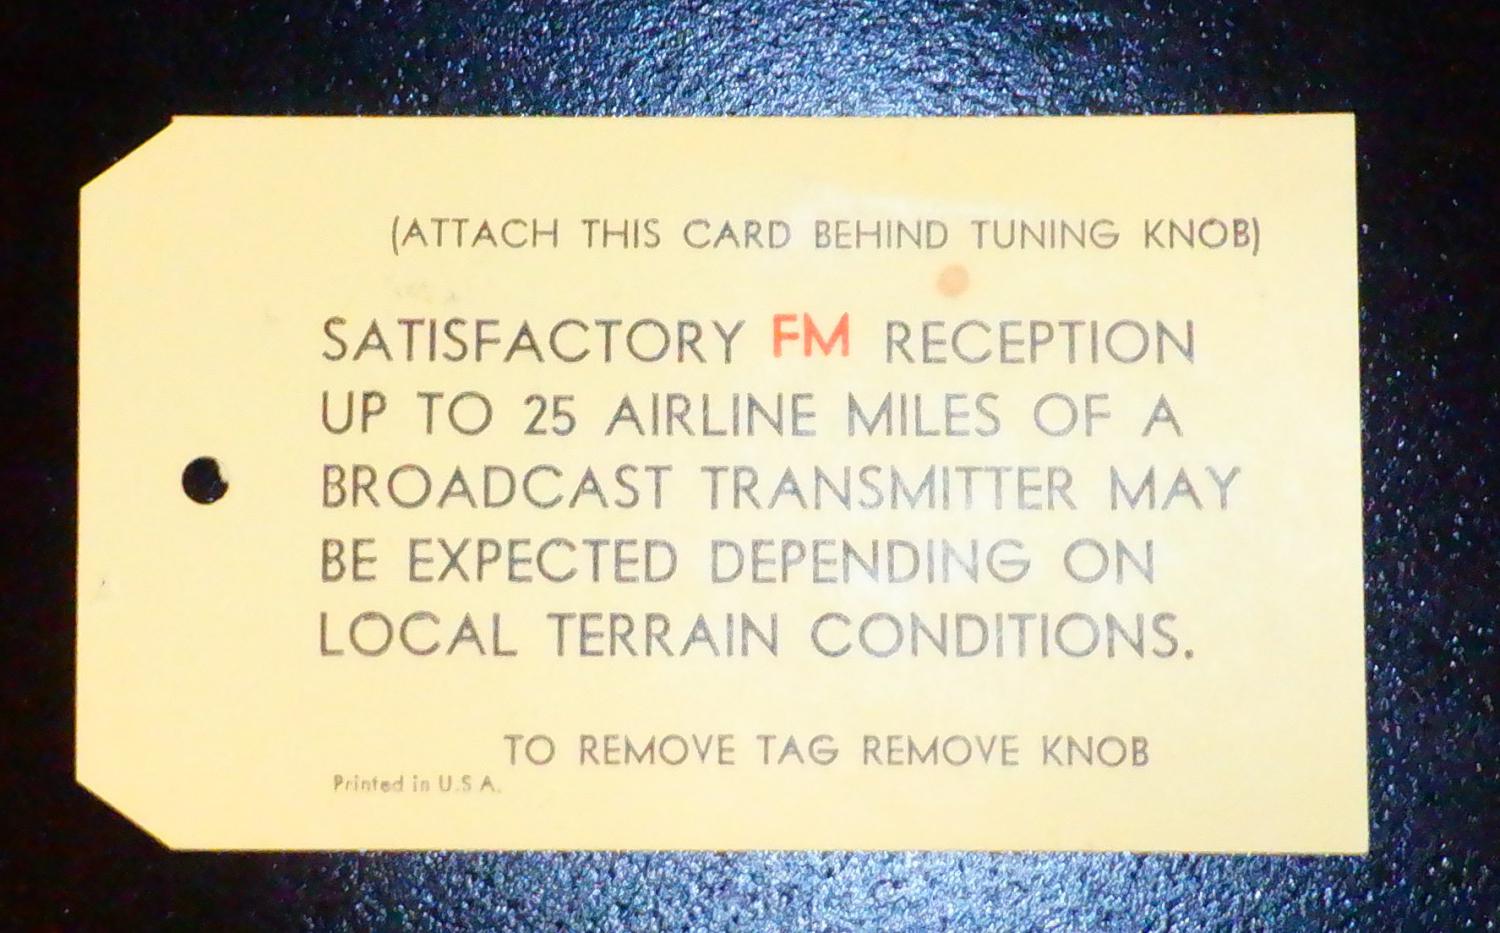 (ATTACH THIS CARD BEHIND TUNING KNOB)
SATISFACTORY FM RECEPTION
UP TO 25 AIRLINE MILES OF A
BROADCAST TRANSMITTER MAY
BE EXPECTED DEPENDING ON
LOCAL TERRAIN CONDITIONS.
TO REMOVE TAG REMOVE KNOB
Printed in U.S A.